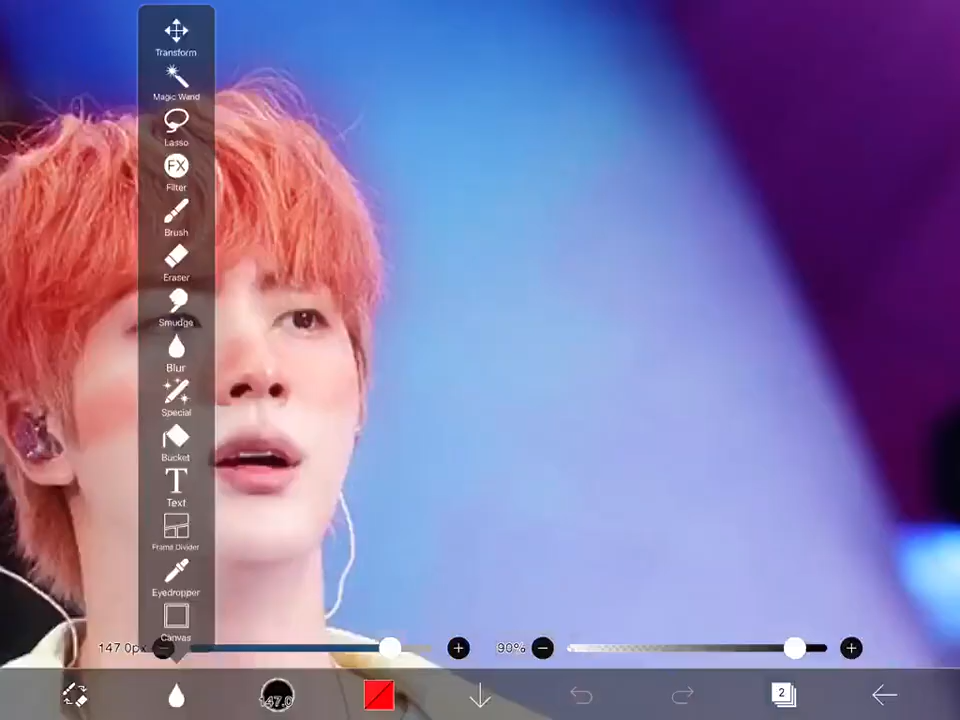 Transform
Magic Wand
Lasso
FX
Filter
Brush
Eraser
Smudge
Blur
Special
Bucket
T
Text
Frame Divider
Eyedropper
Canvas
147.0px
90%
147.0
2